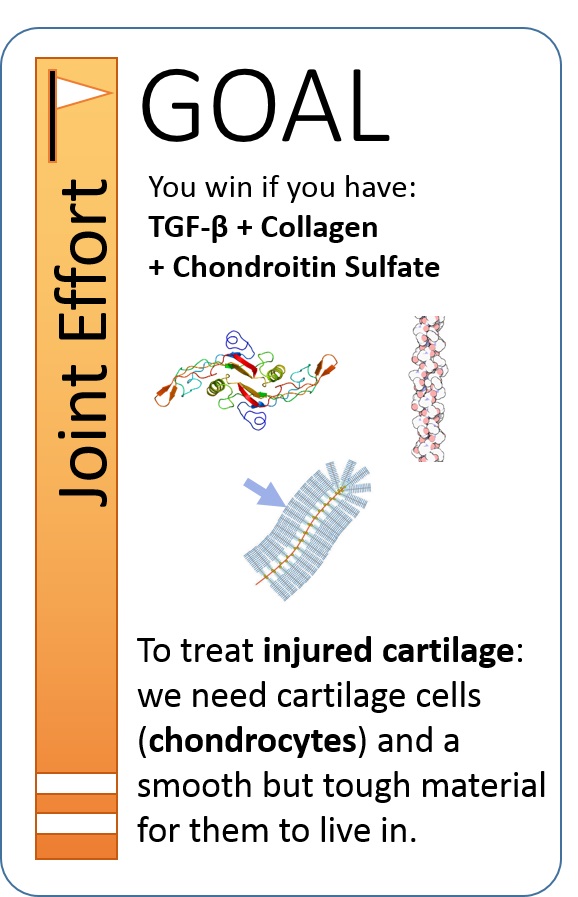 GOAL
Joint Effort
You win if you have:
TGF-β + Collagen
+ Chondroitin Sulfate
To treat injured cartilage:
we need cartilage cells
(chondrocytes) and a
smooth but tough material
for them to live in.